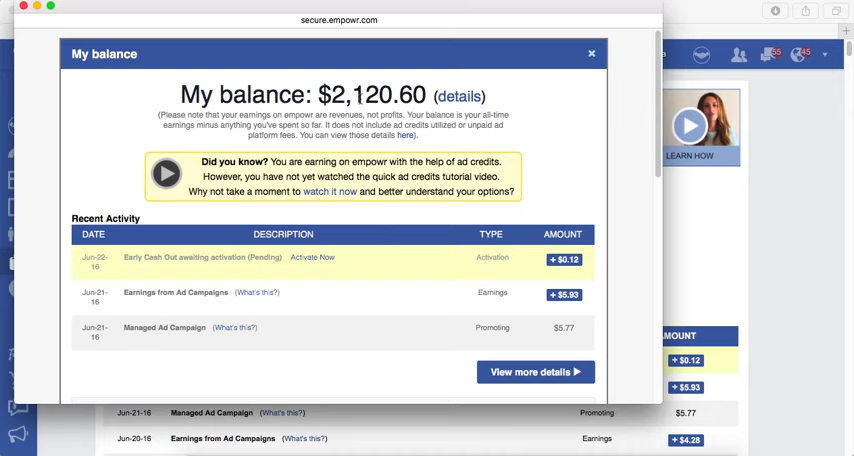 secure.empowr.com
My balance
×
My balance: $2,120.60 (details)
(Please note that your earnings on empowr are revenues, not profits. Your balance is your all-time
earnings minus anything you've spent so far. It does not include ad credits utilized or unpaid ad
platform fees. You can view those details here).
Did you know? You are earning on empowr with the help of ad credits.
However, you have not yet watched the quick ad credits tutorial video.
Why not take a moment to watch it now and better understand your options?
Recent Activity
DATE DESCRIPTION TYPE AMOUNT
Jun-22-16 Early Cash Out awaiting activation (Pending) Activate Now Activation + $0.12
Jun-21-16 Earnings from Ad Campaigns (What's this?) Earnings + $5.93
Jun-21-16 Managed Ad Campaign (What's this?) Promoting $5.77
View more details
55
45
LEARN HOW
MOUNT
+ $0.12
+ $5.93
Jun-21-16 Managed Ad Campaign (What's this?) Promoting $5.77
Jun-20-16 Earnings from Ad Campaigns (What's this?) Earnings + $4.28